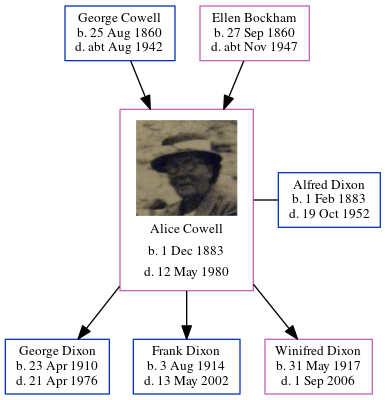 George Cowell
b. 25 Aug 1860
d. abt Aug 1942
Ellen Bockham
b. 27 Sep 1860
d. abt Nov 1947
Alice Cowell
b. 1 Dec 1883
d. 12 May 1980
Alfred Dixon
b. 1 Feb 1883
d. 19 Oct 1952
George Dixon
b. 23 Apr 1910
d. 21 Apr 1976
Frank Dixon
b. 3 Aug 1914
d. 13 May 2002
Winifred Dixon
b. 31 May 1917
d. 1 Sep 2006